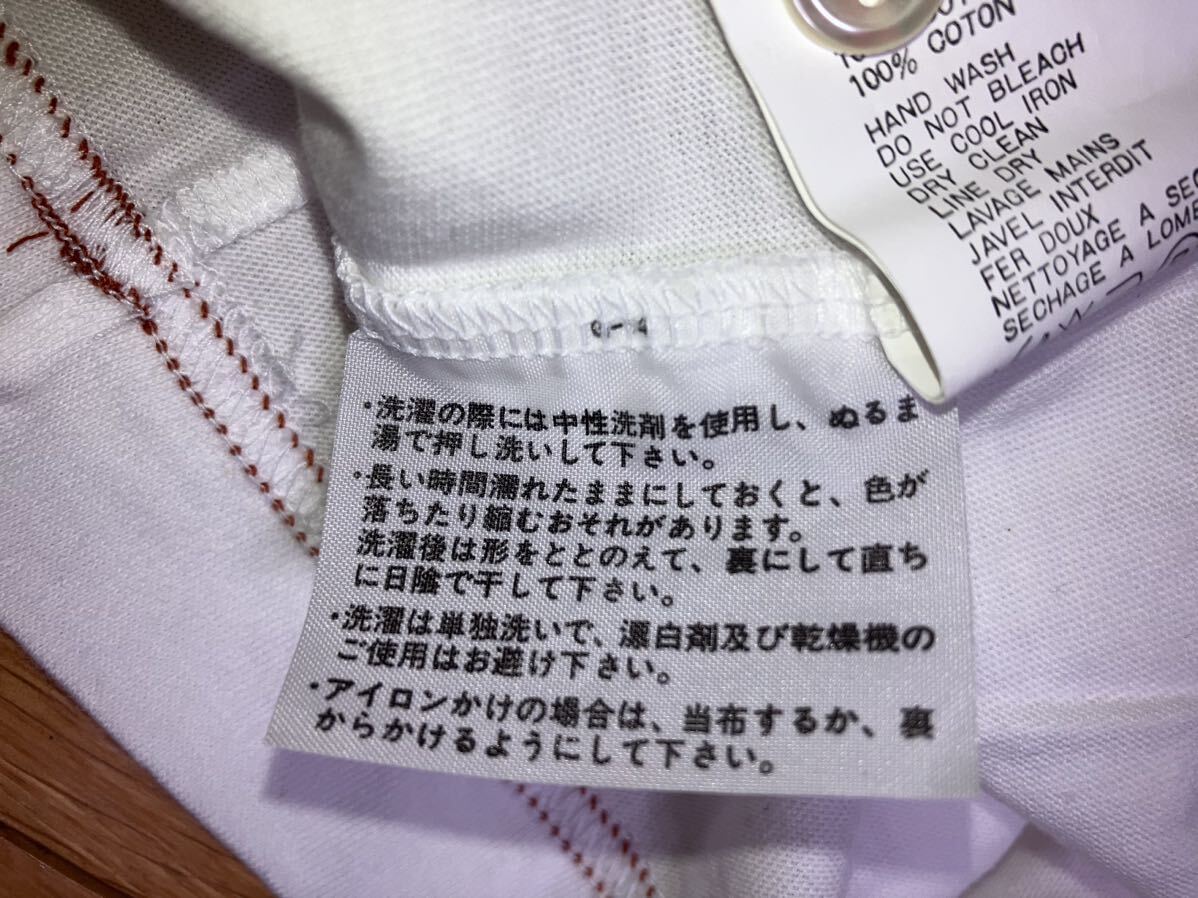 100% COTON
HAND WASH
DO NOT BLEACH
USE COOL IRON
DRY CLEAN
LINE DRY
LAVAGE MAINS
JAVEL INTERDIT
FER DOUX
NETTOYAGE A SEC
SECHAGE A
・洗濯の際には中性洗剤を使用し、ぬるま
湯で押し洗いして下さい。
・長い時間濡れたままにしておくと、色が
落ちたり縮むおそれがあります。
洗濯後は形をととのえて、裏にして直ち
に日陰で干して下さい。
・洗濯は単独洗いで、漂白剤及び乾燥機の
ご使用はお避け下さい。
・アイロンかけの場合は、当布するか、裏
からかけるようにして下さい。